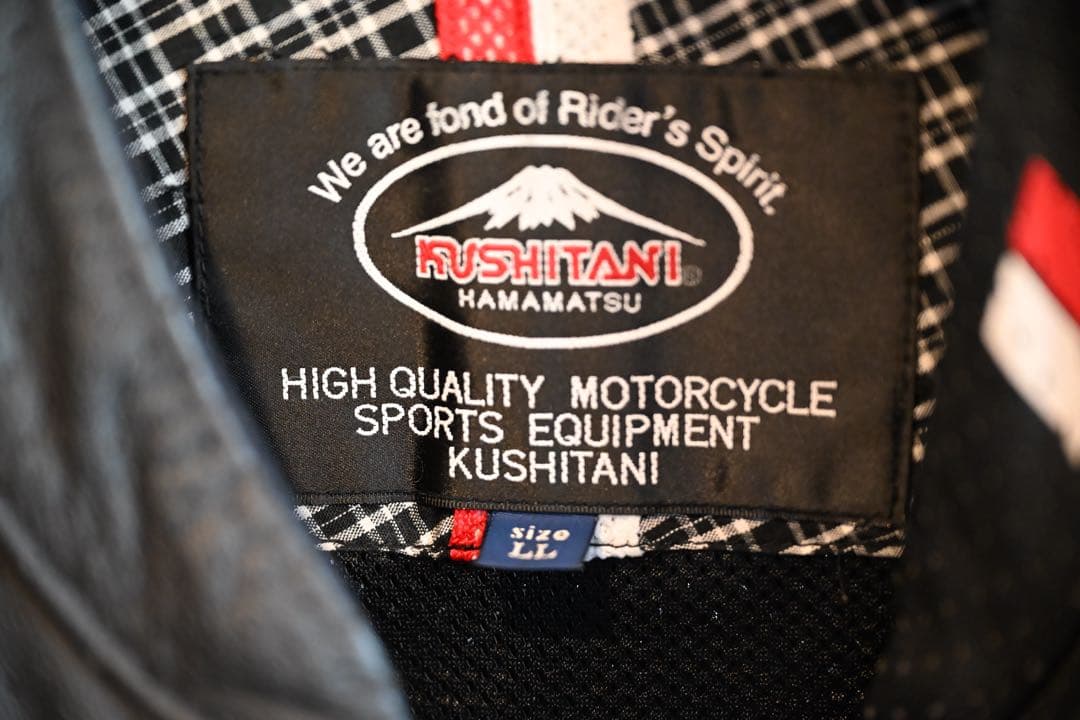 We are fond of Rider's Spirit.
KUSHITANI®
HAMAMATSU
HIGH QUALITY MOTORCYCLE
SPORTS EQUIPMENT
KUSHITANI
size
LL